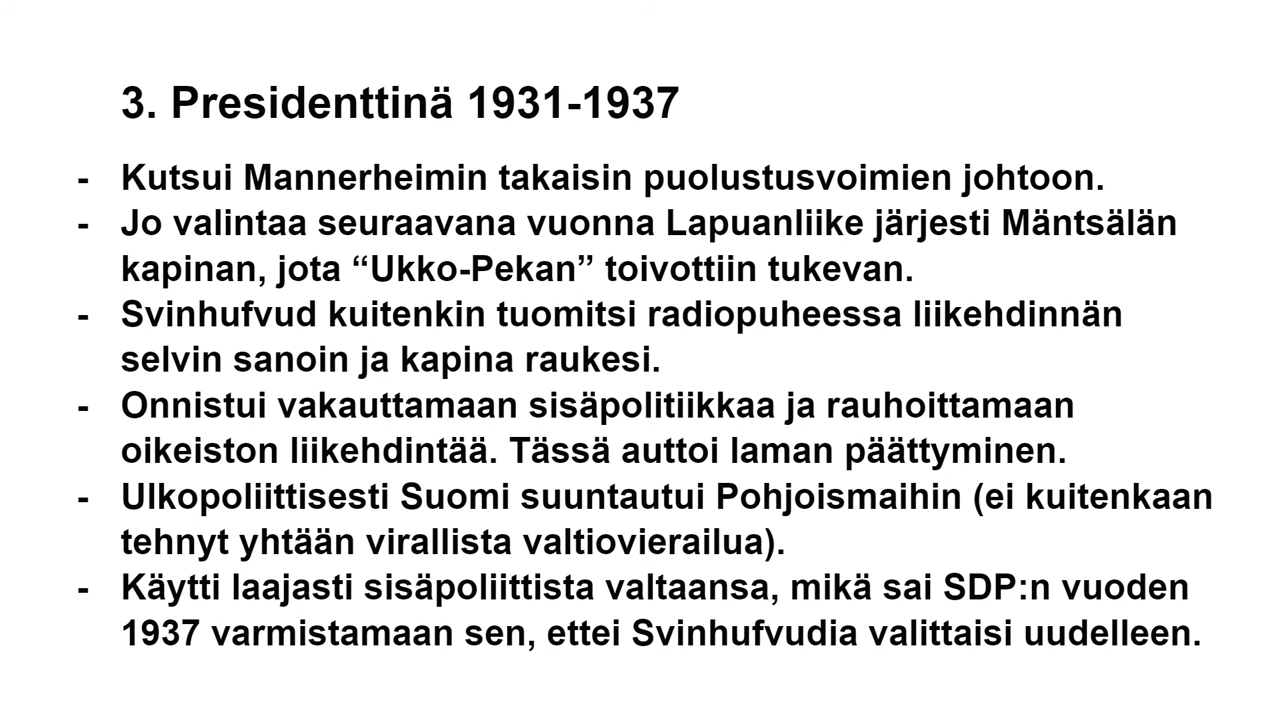 3. Presidenttinä 1931-1937
- Kutsui Mannerheimin takaisin puolustusvoimien johtoon.
- Jo valintaa seuraavana vuonna Lapuanliike järjesti Mäntsälän
kapinan, jota “Ukko-Pekan” toivottiin tukevan.
- Svinhufvud kuitenkin tuomitsi radiopuheessa liikehdinnän
selvin sanoin ja kapina raukesi.
- Onnistui vakauttamaan sisäpolitiikkaa ja rauhoittamaan
oikeiston liikehdintää. Tässä auttoi laman päättyminen.
- Ulkopoliittisesti Suomi suuntautui Pohjoismaihin (ei kuitenkaan
tehnyt yhtään virallista valtiovierailua).
- Käytti laajasti sisäpoliittista valtaansa, mikä sai SDP:n vuoden
1937 varmistamaan sen, ettei Svinhufvudia valittaisi uudelleen.